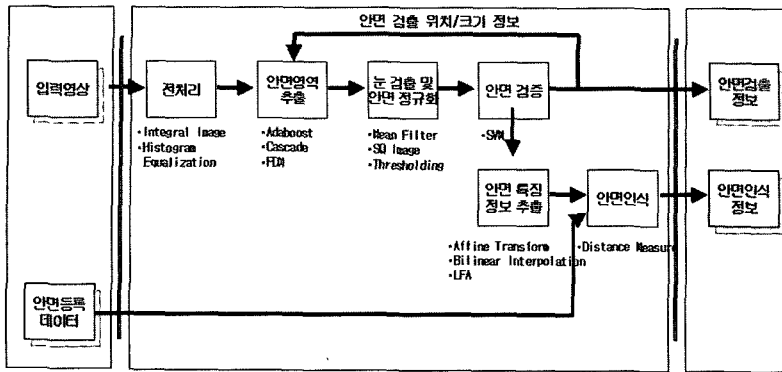 안면 검출 위치/크기 정보
입력영상
전처리
안면영역
추출
눈 검출 및
안면 정규화
안면 검증
안면검출
정보
·Integral Image
·Histogram
Equalization
·Adaboost
·Cascade
·FDM
·Mean Filter
·SQ Image
·Thresholding
·SVM
안면 특징
정보 추출
안면인식
안면인식
정보
·Affine Transform
·Bilinear Interpolation
·LFA
·Distance Measure
안면등록
데이터